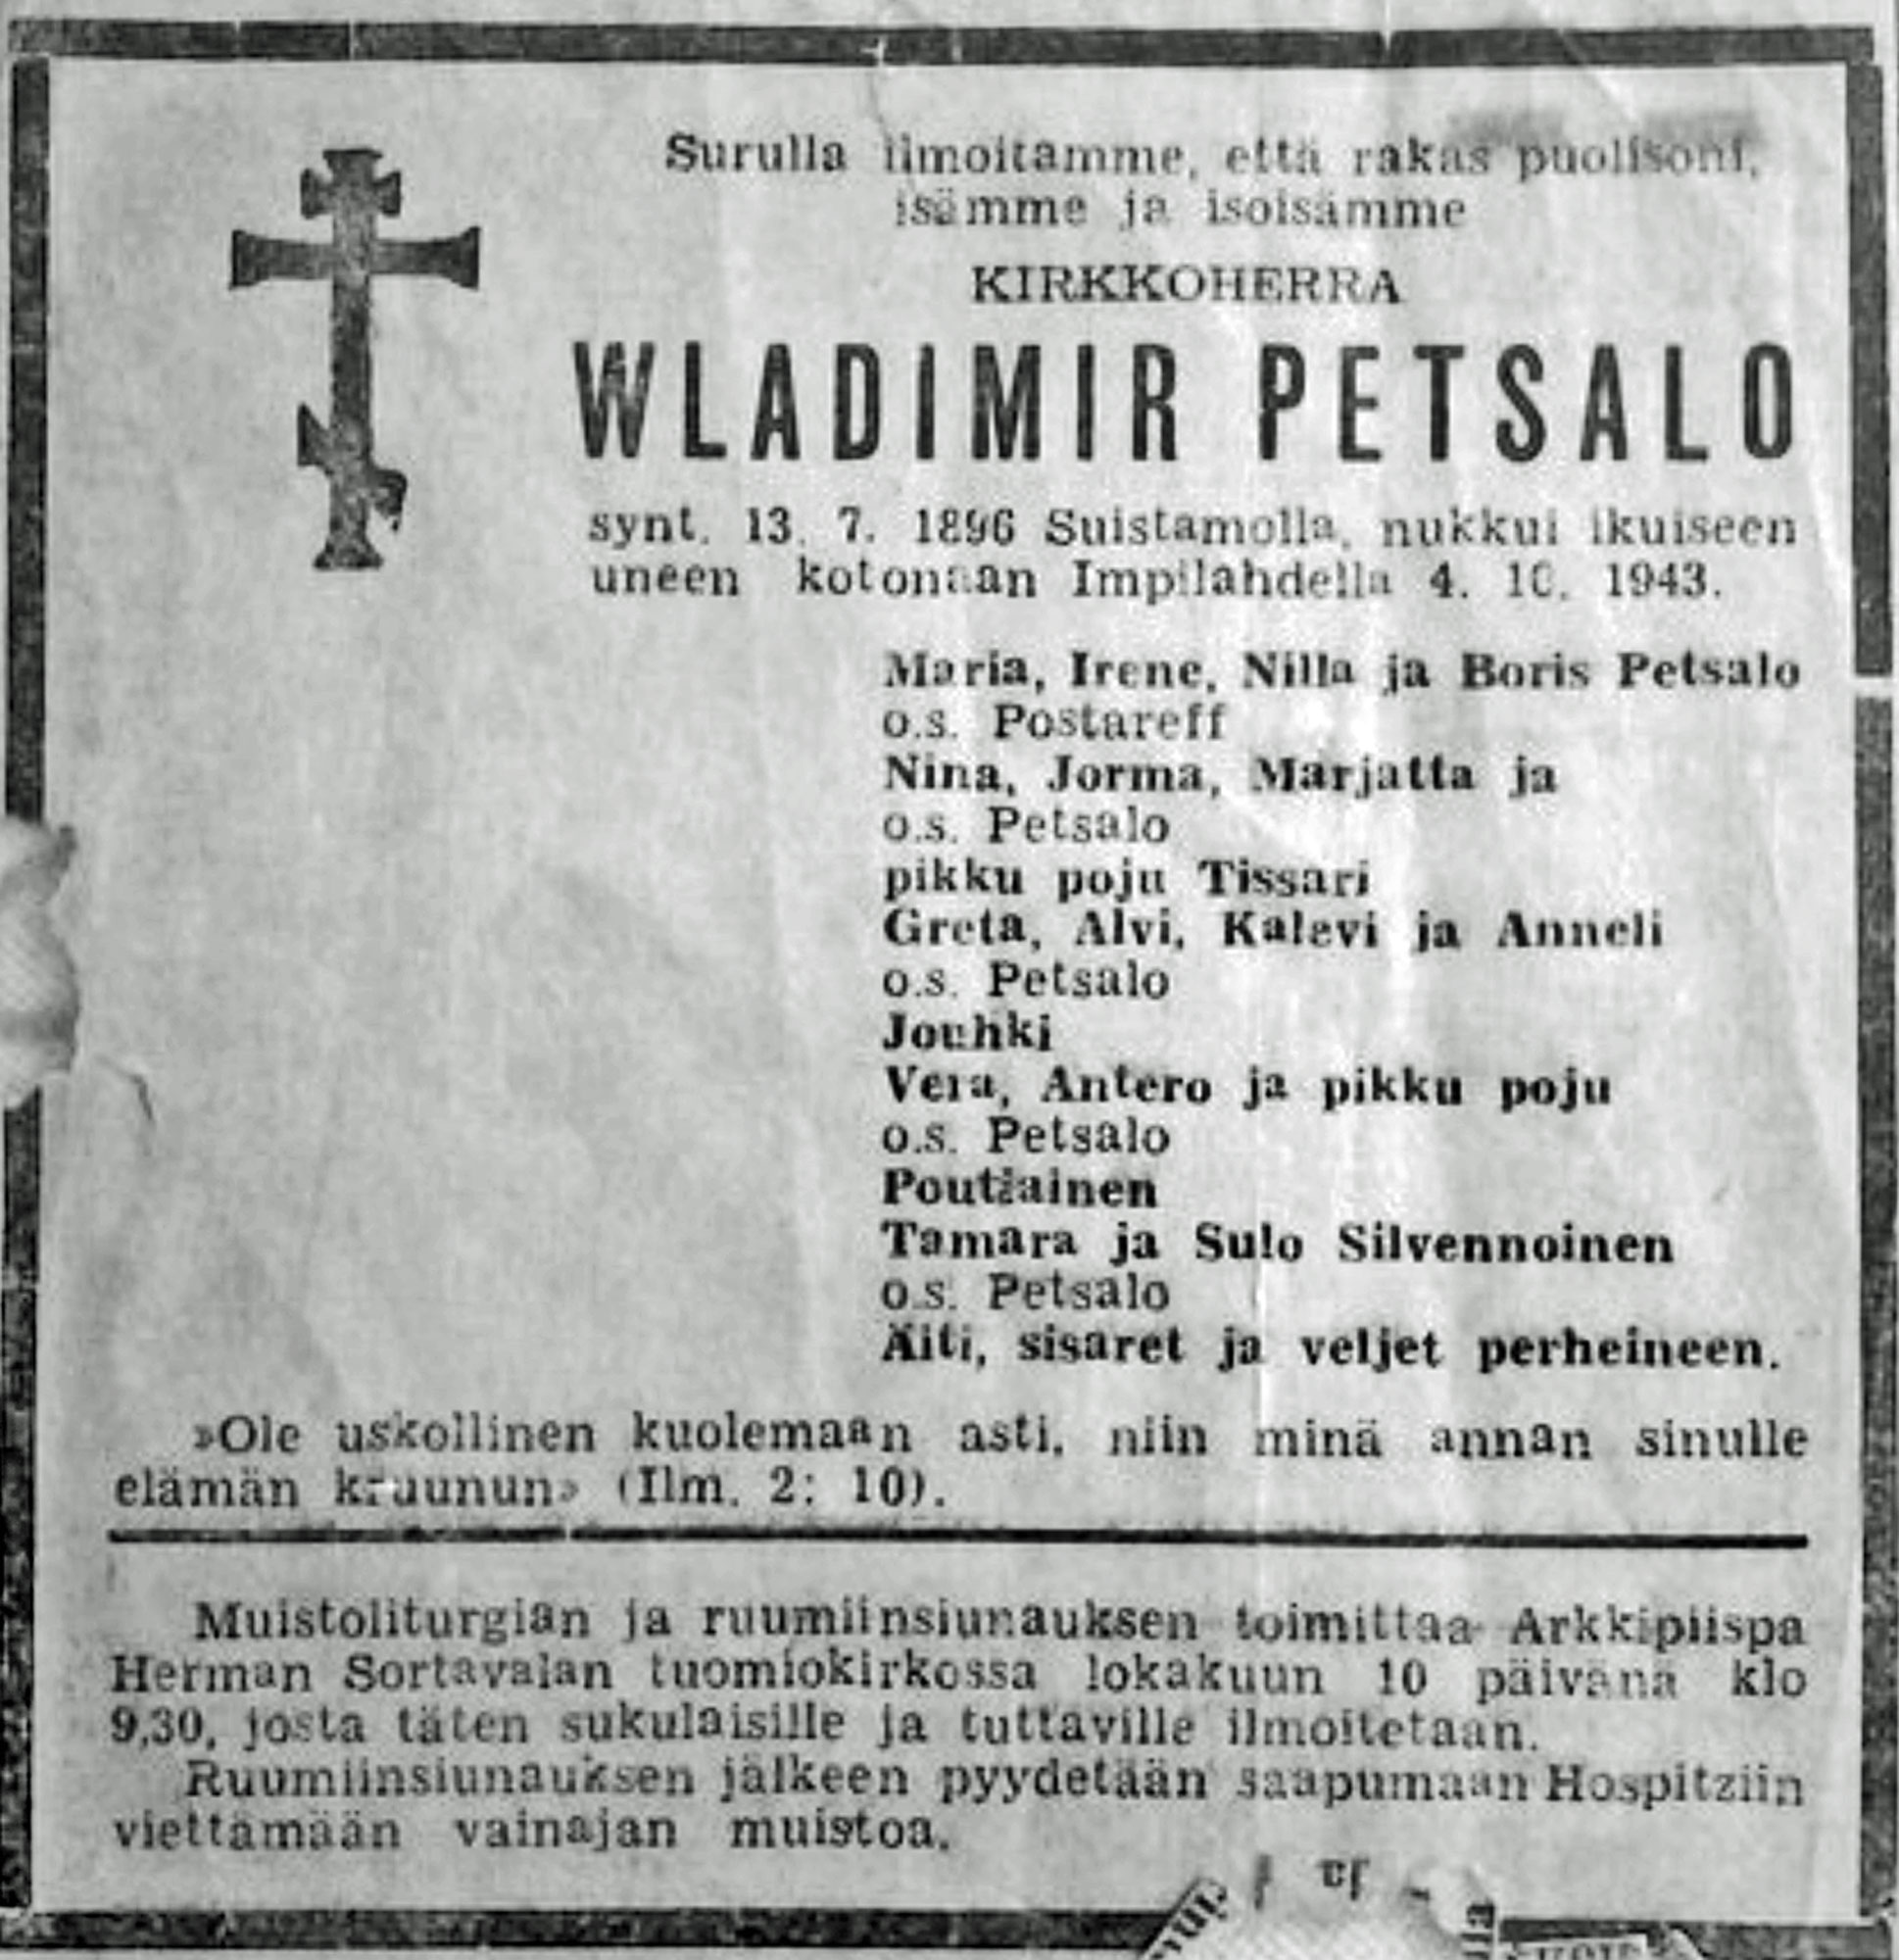 Surulla ilmoitamme, että rakas puolisoni,
isämme ja isoisämme
KIRKKOHERRA
WLADIMIR PETSALO
synt. 13. 7. 1896 Suistamolla, nukkui ikuiseen
uneen kotonaan Impilahdella 4. 10. 1943.
Maria, Irene, Nilla ja Boris Petsalo
o.s. Postareff
Nina, Jorma, Marjatta ja
o.s. Petsalo
pikku poju Tissari
Greta, Alvi, Kalevi ja Anneli
o.s. Petsalo
Jouhki
Vera, Antero ja pikku poju
o.s. Petsalo
Poutiainen
Tamara ja Sulo Silvennoinen
o.s. Petsalo
Äiti, sisaret ja veljet perheineen.
»Ole uskollinen kuolemaan asti, niin minä annan sinulle
elämän kruunun» (Ilm. 2: 10).
Muistoliturgian ja ruumiinsiunauksen toimittaa Arkkipiispa
Herman Sortavalan tuomiokirkossa lokakuun 10 päivänä klo
9,30, josta täten sukulaisille ja tuttaville ilmoitetaan.
Ruumiinsiunauksen jälkeen pyydetään saapumaan Hospitziin
viettämään vainajan muistoa.
ja